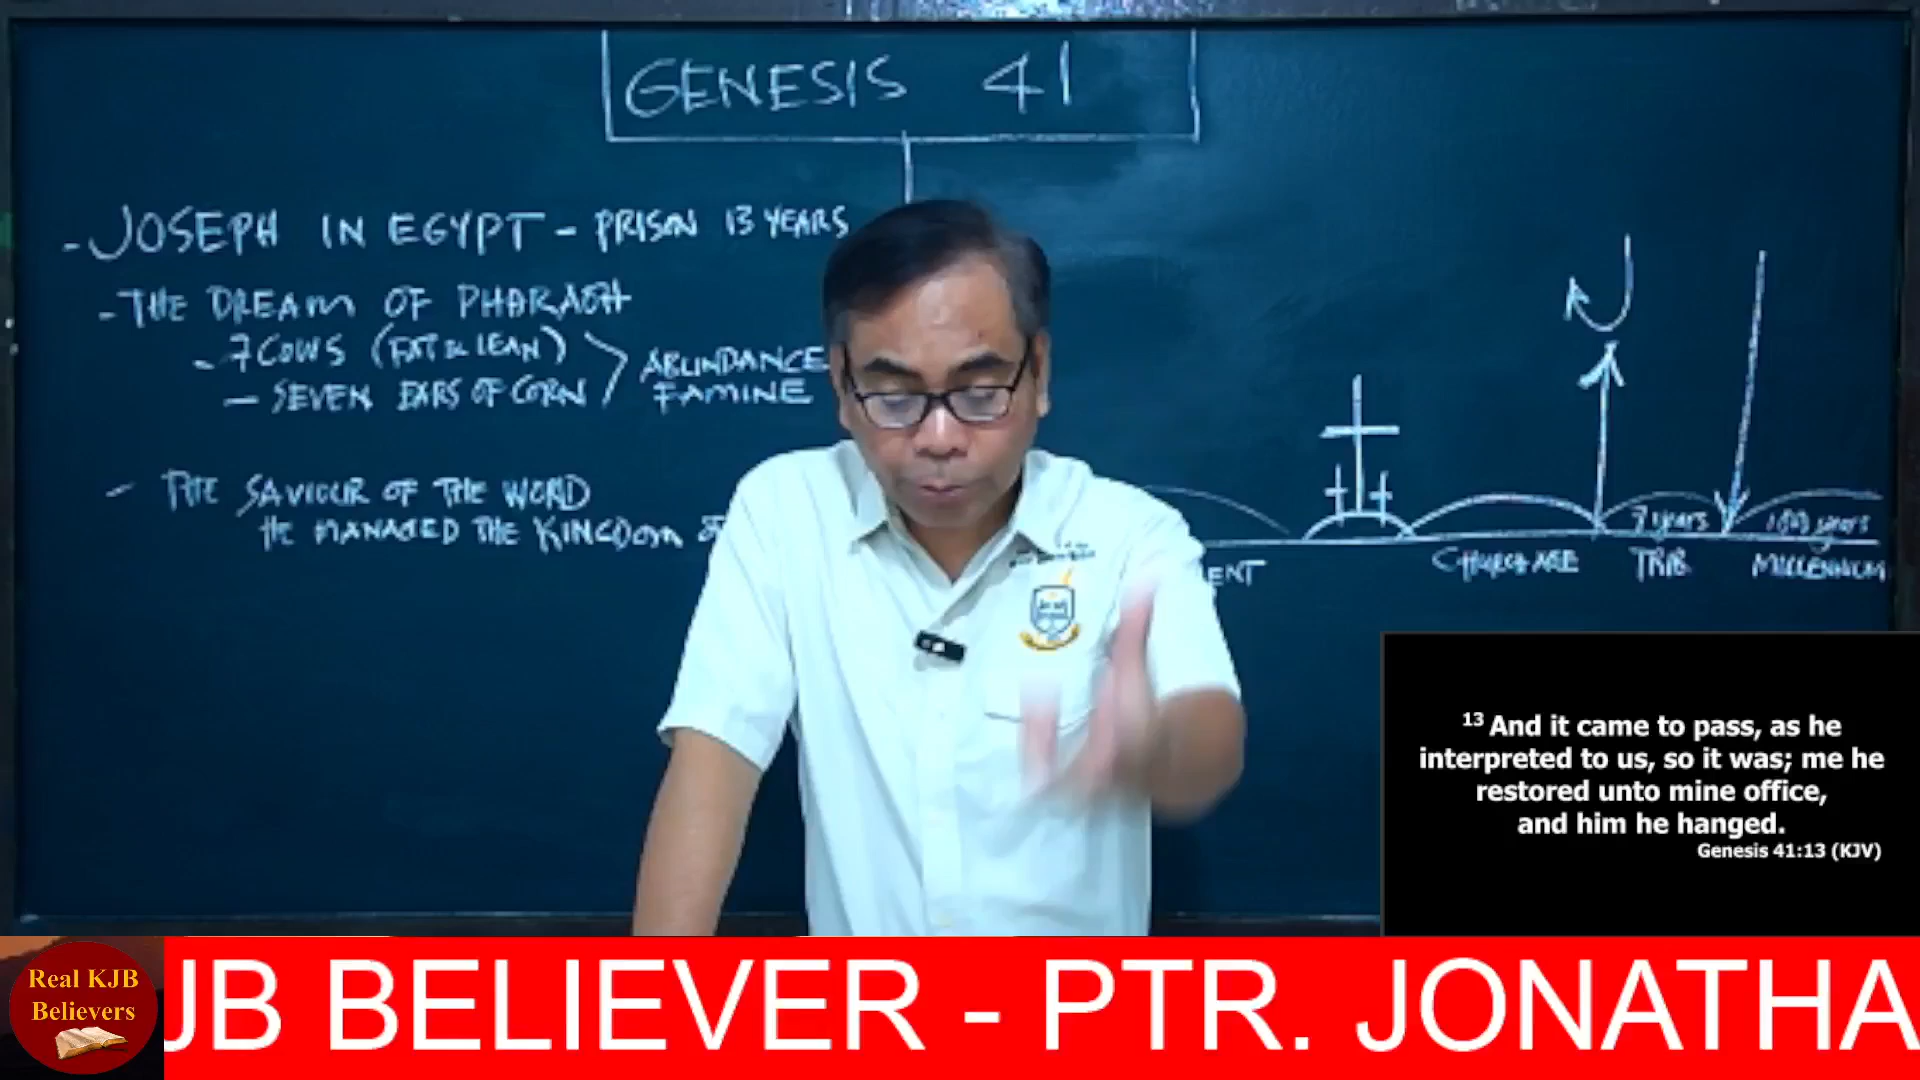 GENESIS 41
- JOSEPH IN EGYPT - PRISON 13 YEARS
- THE DREAM OF PHARAOH
- 7 COWS (FAT & LEAN)
- SEVEN EARS OF CORN
ABUNDANCE
FAMINE
- THE SAVIOUR OF THE WORLD
HE MANAGED THE KINGDOM
ENT
CHURCH AGE
7 years
TRIB
1000 years
MILLENNIUM
13 And it came to pass, as he
interpreted to us, so it was; me he
restored unto mine office,
and him he hanged.
Genesis 41:13 (KJV)
Real KJB
Believers
JB BELIEVER - PTR. JONATHA